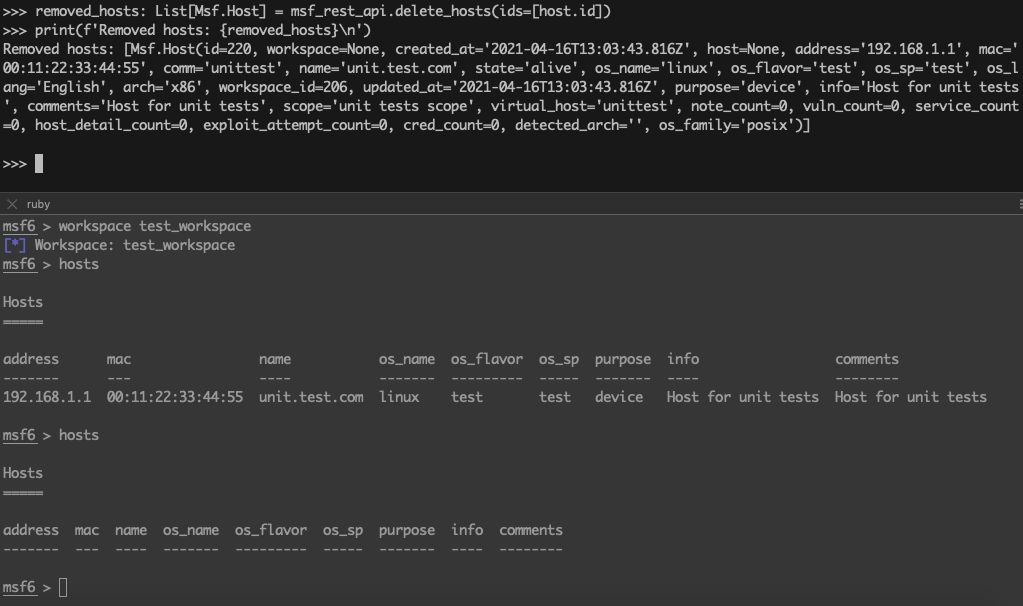 >>> removed_hosts: List[Msf.Host] = msf_rest_api.delete_hosts(ids=[host.id])
>>> print(f'Removed hosts: {removed_hosts}\n')
Removed hosts: [Msf.Host(id=220, workspace=None, created_at='2021-04-16T13:03:43.816Z', host=None, address='192.168.1.1', mac='
00:11:22:33:44:55', comm='unittest', name='unit.test.com', state='alive', os_name='linux', os_flavor='test', os_sp='test', os_l
ang='English', arch='x86', workspace_id=206, updated_at='2021-04-16T13:03:43.816Z', purpose='device', info='Host for unit tests
', comments='Host for unit tests', scope='unit tests scope', virtual_host='unittest', note_count=0, vuln_count=0, service_count
=0, host_detail_count=0, exploit_attempt_count=0, cred_count=0, detected_arch='', os_family='posix')]
>>>
ruby
msf6 > workspace test_workspace
[*] Workspace: test_workspace
msf6 > hosts
Hosts
=====
address      mac                name           os_name  os_flavor  os_sp  purpose  info                 comments
-------      ---                ----           -------  ---------  -----  -------  ----                 --------
192.168.1.1  00:11:22:33:44:55  unit.test.com  linux    test       test   device   Host for unit tests  Host for unit tests
msf6 > hosts
Hosts
=====
address  mac  name  os_name  os_flavor  os_sp  purpose  info  comments
-------  ---  ----  -------  ---------  -----  -------  ----  --------
msf6 >